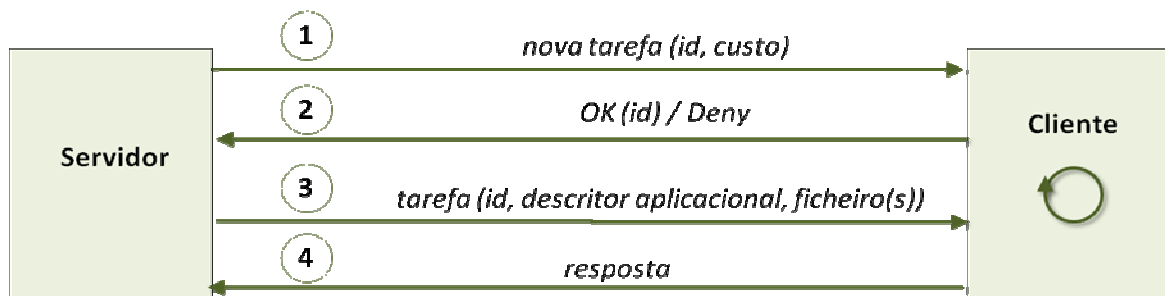 1
nova tarefa (id, custo)
2
OK (id) / Deny
Servidor
Cliente
3
tarefa (id, descritor aplicacional, ficheiro(s))
4
resposta